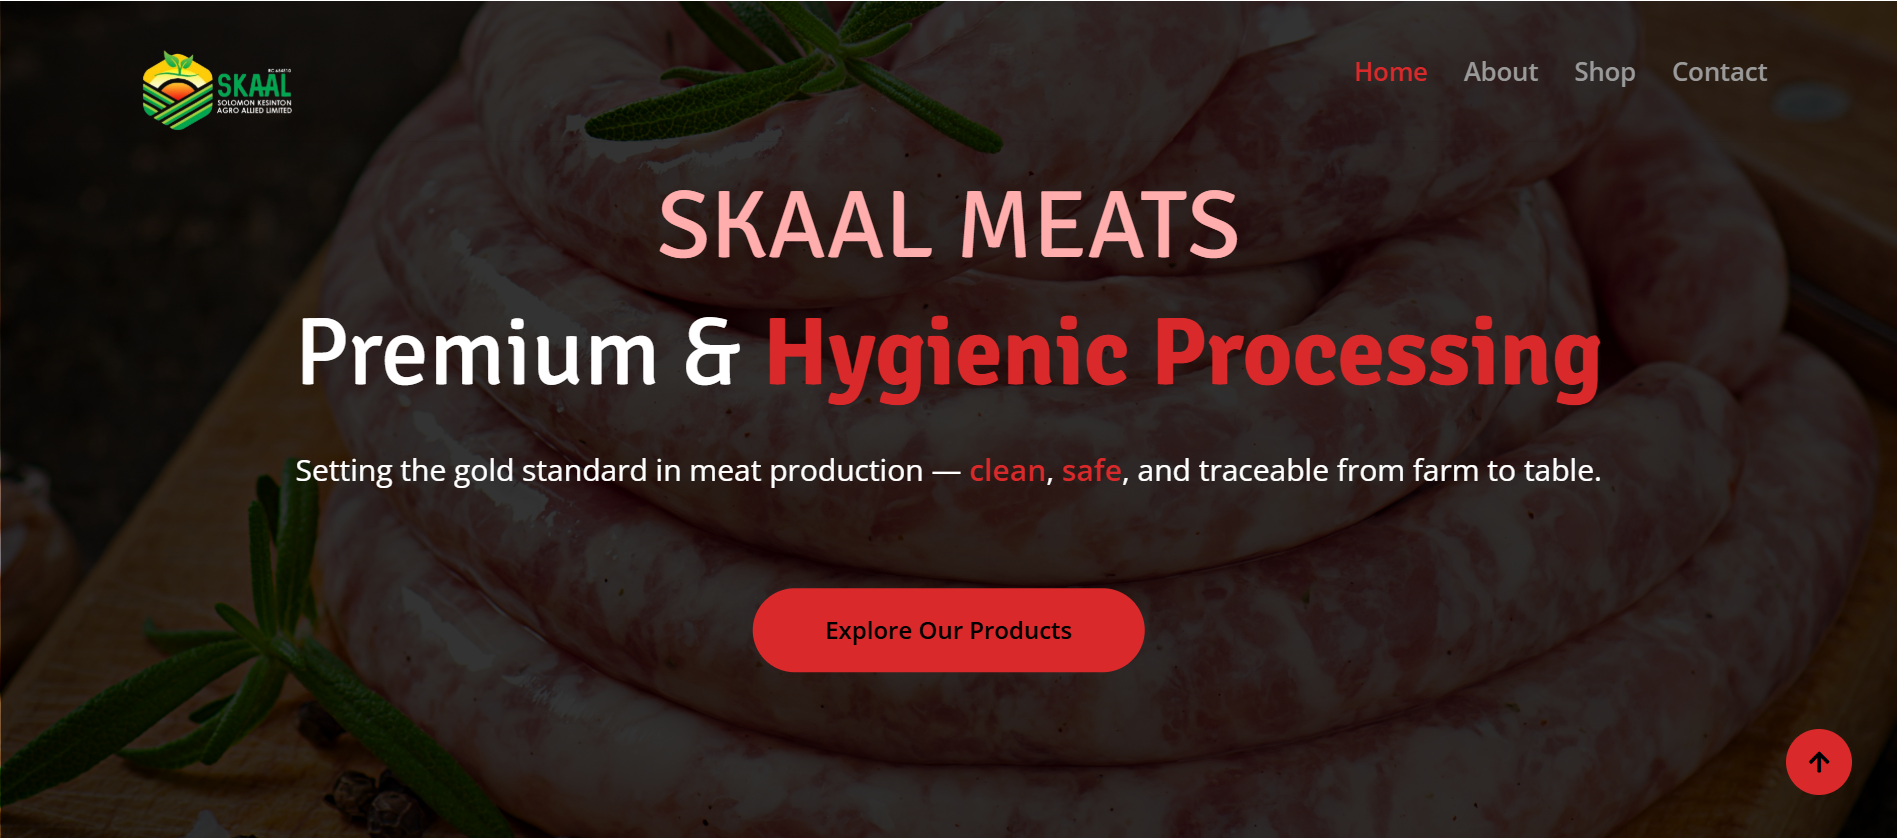 SKAAL
SOLOMON KESINTON
AGRO ALLIED LIMITED
Home About Shop Contact
SKAAL MEATS
Premium & Hygienic Processing
Setting the gold standard in meat production — clean, safe, and traceable from farm to table.
Explore Our Products